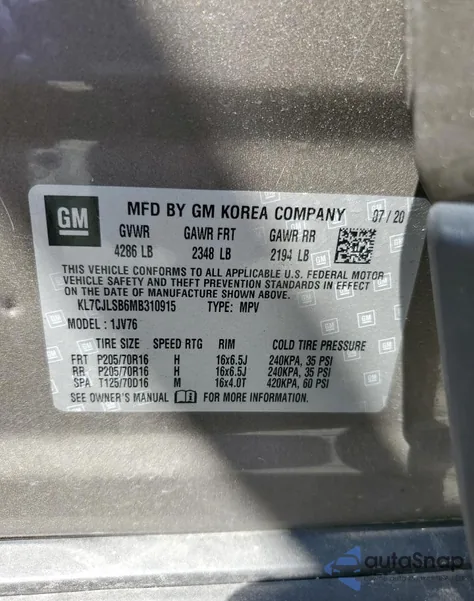 GM
MFD BY GM KOREA COMPANY 07/20
GVWR GAWR FRT GAWR RR
4286 LB 2348 LB 2194 LB
THIS VEHICLE CONFORMS TO ALL APPLICABLE U.S. FEDERAL MOTOR
VEHICLE SAFETY AND THEFT PREVENTION STANDARDS IN EFFECT ON
THE DATE OF MANUFACTURE SHOWN ABOVE.
KL7CJLSB6MB310915 TYPE: MPV
MODEL : 1JV76
TIRE SIZE SPEED RTG RIM COLD TIRE PRESSURE
FRT P205/70R16 H 16x6.5J 240KPA, 35 PSI
RR P205/70R16 H 16x6.5J 240KPA, 35 PSI
SPA T125/70D16 M 16x4.0T 420KPA, 60 PSI
SEE OWNER'S MANUAL FOR MORE INFORMATION.
autoSnap